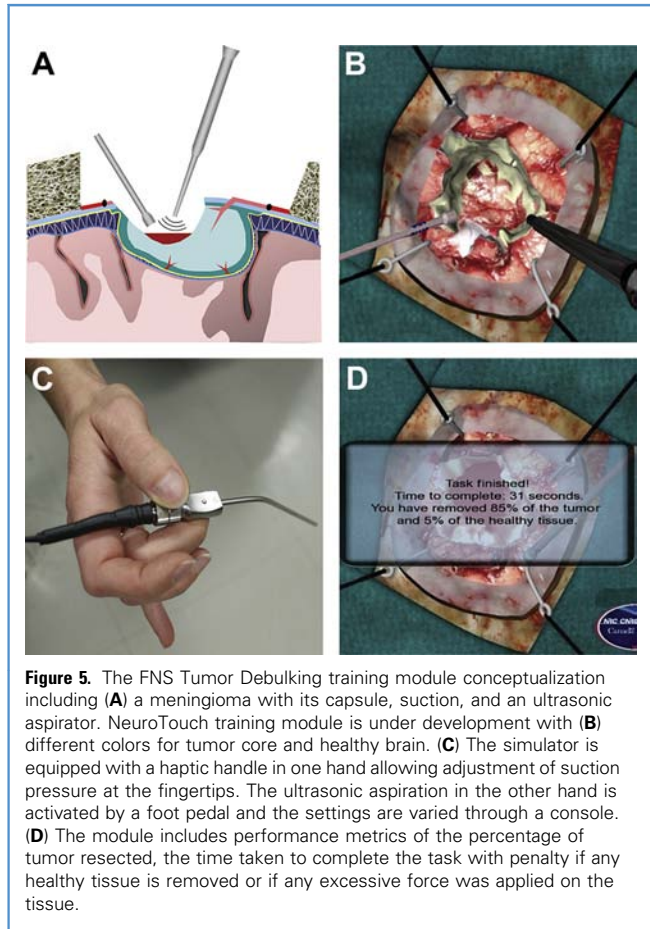 A
B
C
D
Task finished!
Time to complete: 31 seconds.
You have removed 85% of the tumor
and 5% of the healthy tissue.
NRC CNRC
Canada
Figure 5. The FNS Tumor Debulking training module conceptualization
including (A) a meningioma with its capsule, suction, and an ultrasonic
aspirator. NeuroTouch training module is under development with (B)
different colors for tumor core and healthy brain. (C) The simulator is
equipped with a haptic handle in one hand allowing adjustment of suction
pressure at the fingertips. The ultrasonic aspiration in the other hand is
activated by a foot pedal and the settings are varied through a console.
(D) The module includes performance metrics of the percentage of
tumor resected, the time taken to complete the task with penalty if any
healthy tissue is removed or if any excessive force was applied on the
tissue.